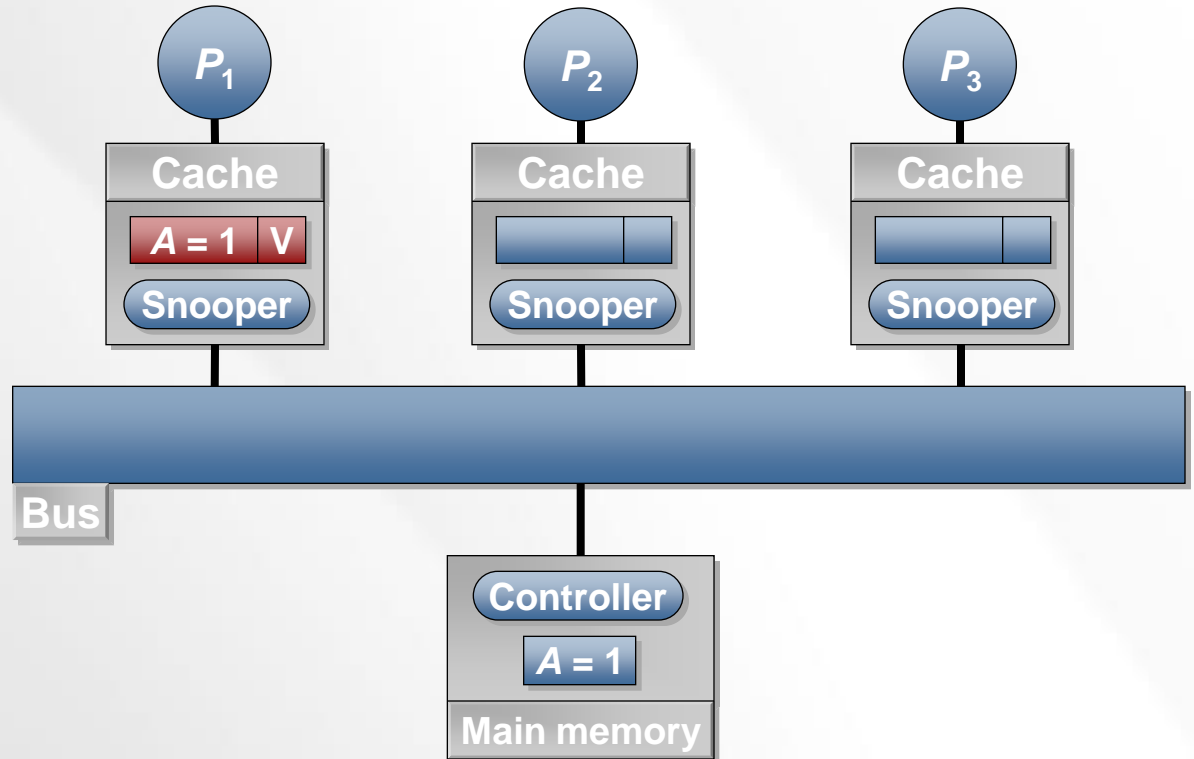 P1 P2 P3
Cache Cache Cache
A = 1 V
Snooper Snooper Snooper
Bus
Controller
A = 1
Main memory